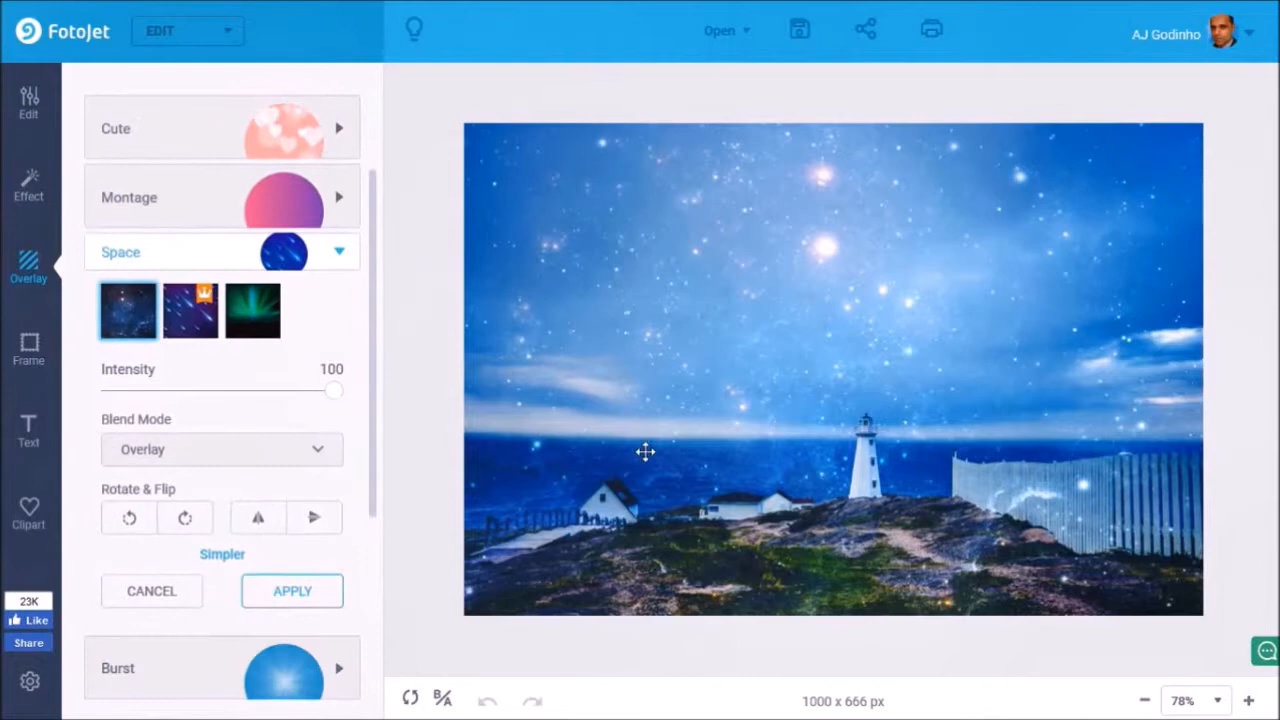 FotoJet
EDIT
Open
AJ Godinho
Edit
Effect
Overlay
Frame
Text
Clipart
23K
Like
Share
Cute
Montage
Space
Intensity
100
Blend Mode
Overlay
Rotate & Flip
Simpler
CANCEL
APPLY
Burst
B/A
1000 x 666 px
78%